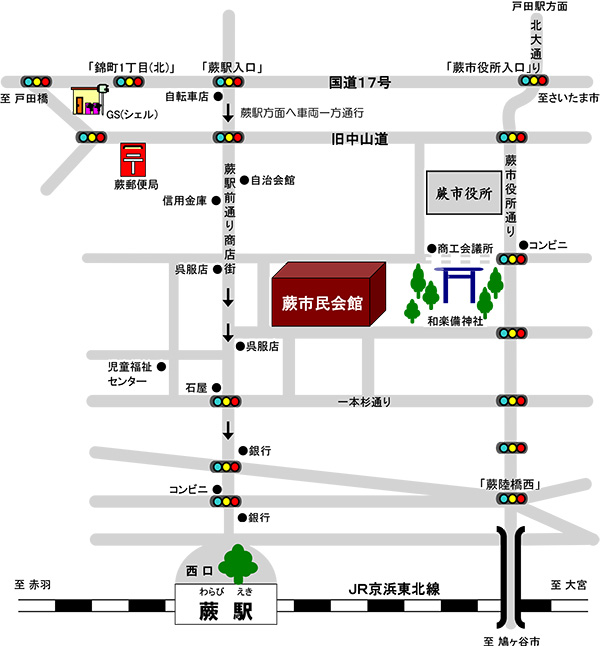 戸田駅方面
北大通り
「錦町1丁目(北)」
「蕨駅入口」
「蕨市役所入口」
国道17号
至 戸田橋
自転車店
至さいたま市
GS(シェル)
蕨駅方面へ車両一方通行
旧中山道
蕨郵便局
蕨駅前通り商店街
自治会館
信用金庫
蕨市役所
蕨市役所通り
商工会議所
コンビニ
呉服店
蕨市民会館
和楽備神社
呉服店
児童福祉
センター
石屋
一本杉通り
銀行
コンビニ
「蕨陸橋西」
銀行
西口
至 赤羽
わらび えき
蕨 駅
JR京浜東北線
至 大宮
至 鳩ヶ谷市